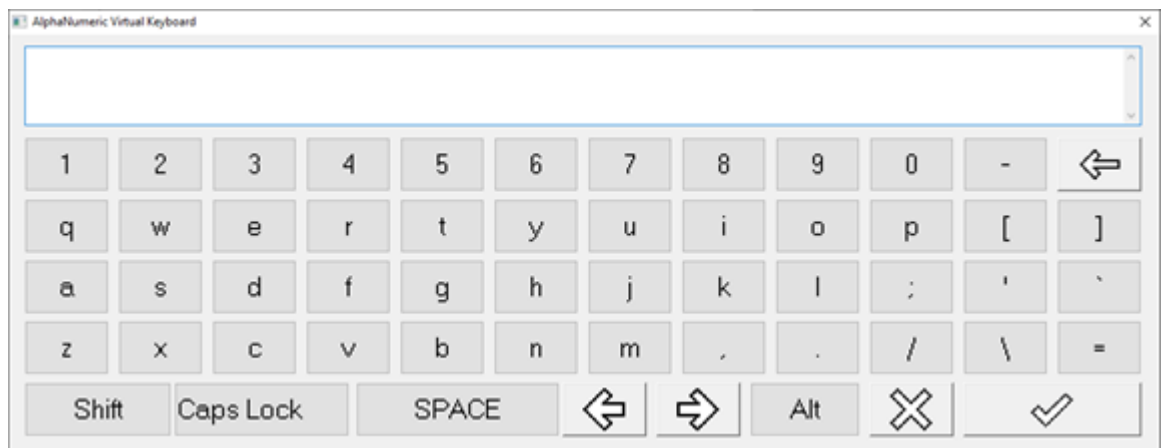 AlphaNumeric Virtual Keyboard
1 2 3 4 5 6 7 8 9 0 -
q w e r t y u i o p [ ]
a s d f g h j k l ; ' `
z x c v b n m , . / \ =
Shift Caps Lock SPACE Alt